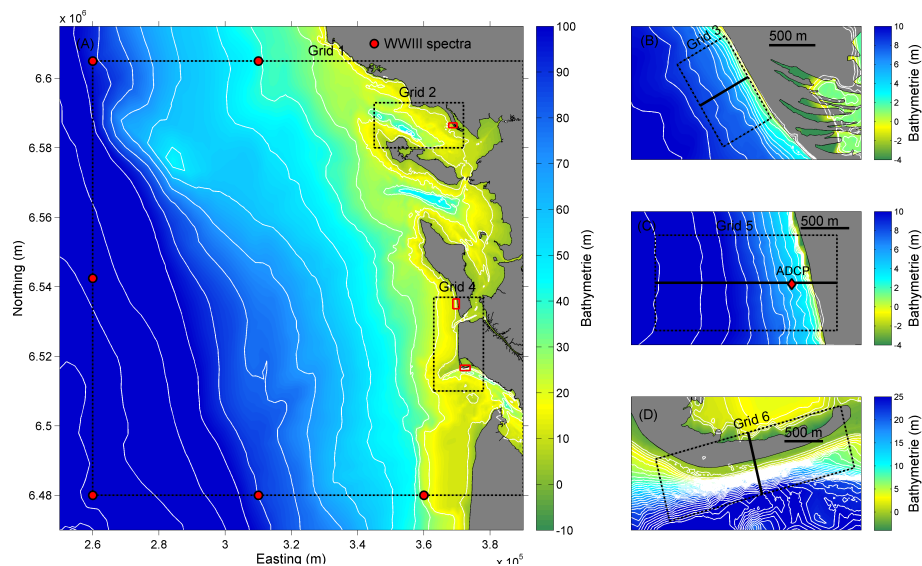 x 10⁶
(A)
WWIII spectra
Grid 1
Grid 2
Grid 4
6.6
6.58
6.56
6.54
6.52
6.5
6.48
Northing (m)
2.6
2.8
3
3.2
3.4
3.6
3.8
x 10⁵
Easting (m)
100
90
80
70
60
50
40
30
20
10
0
-10
Bathymetrie (m)
(B)
Grid 3
500 m
10
8
6
4
2
0
-2
-4
Bathymetrie (m)
(C)
Grid 5
500 m
ADCP
10
8
6
4
2
0
-2
-4
Bathymetrie (m)
(D)
Grid 6
500 m
25
20
15
10
5
0
Bathymetrie (m)